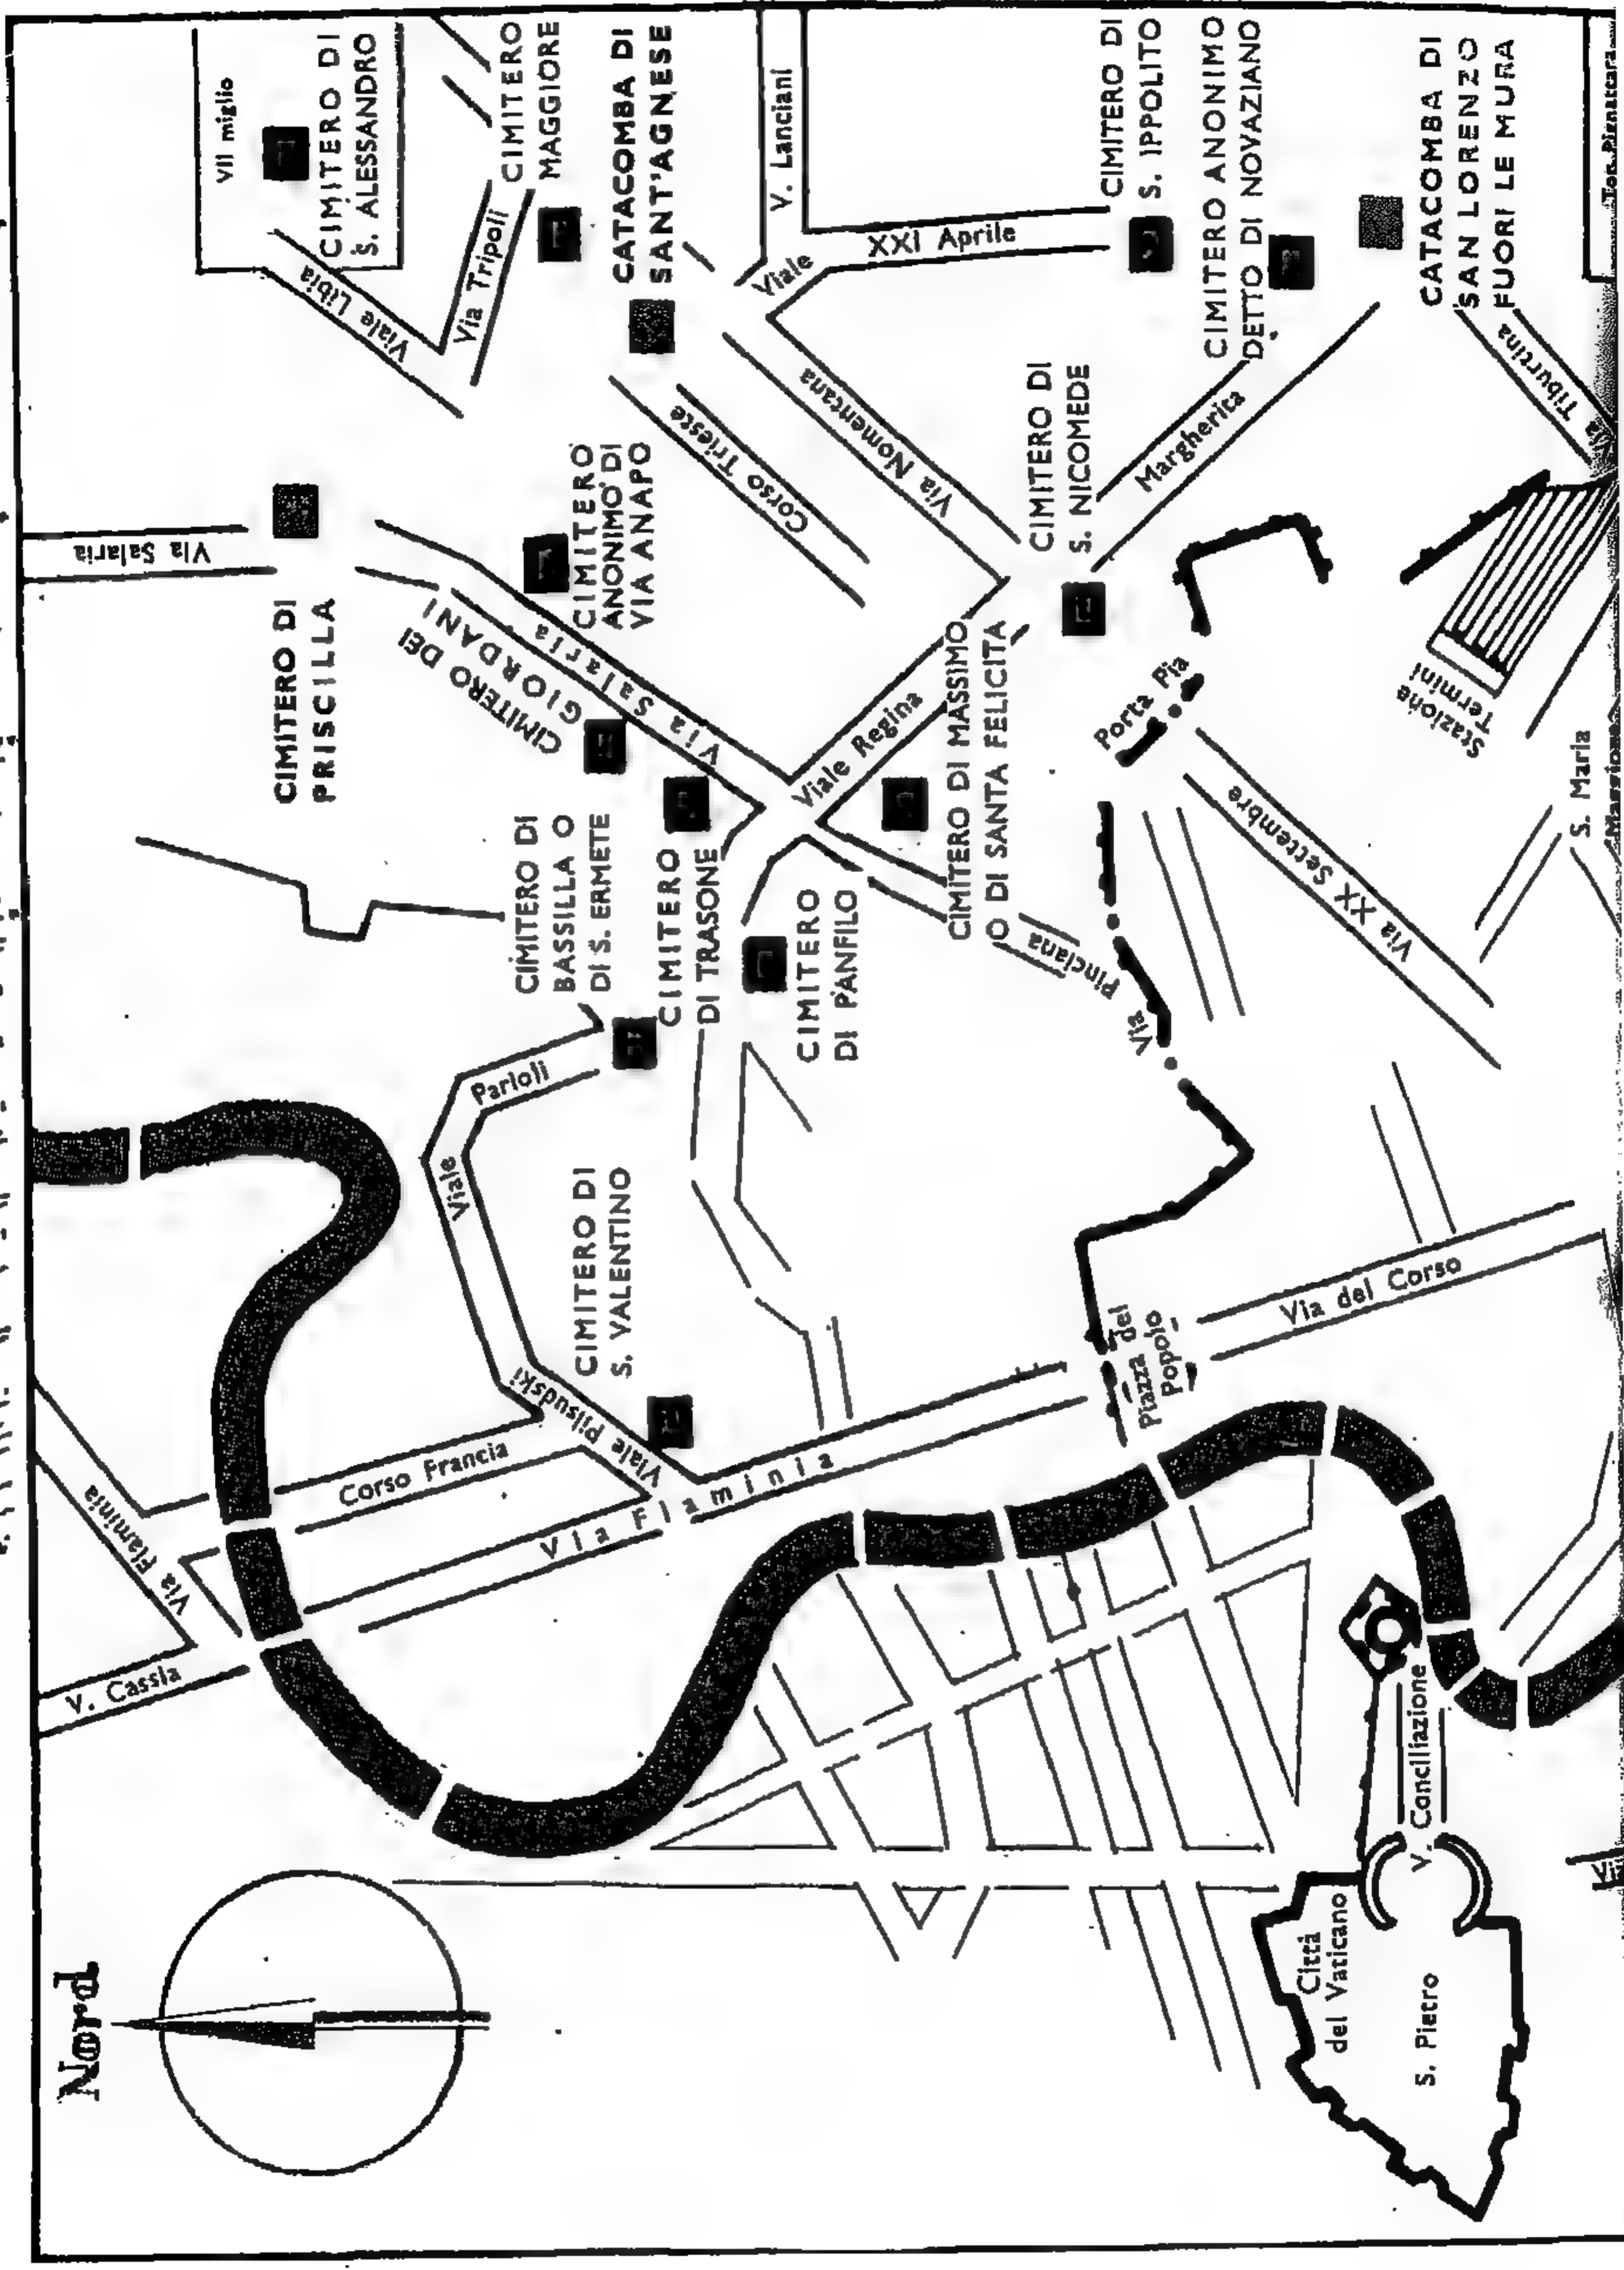 Nord
VII miglio
CIMITERO DI
S. ALESSANDRO
CIMITERO
MAGGIORE
CATACOMBA DI
SANT'AGNESE
V. Lanciani
CIMITERO DI
S. IPPOLITO
CIMITERO ANONIMO
DETTO DI NOVAZIANO
CATACOMBA DI
SAN LORENZO
FUORI LE MURA
Viale Libia
Via Tripoli
Viale
XXI Aprile
Via Tiburtina
Via Salaria
CIMITERO DI
PRISCILLA
CIMITERO DEI
GIORDANI
Via Salaria
CIMITERO
ANONIMO DI
VIA ANAPO
Corso Trieste
Via Nomentana
CIMITERO DI
S. NICOMEDE
Margherita
Viale Regina
CIMITERO DI MASSIMO
O DI SANTA FELICITA
Porta Pia
Stazione
Termini
S. Maria
Via XX Settembre
CIMITERO DI
BASSILLA O
DI S. ERMETE
CIMITERO
DI TRASONE
CIMITERO
DI PANFILO
Via Pinciana
Viale Parioli
CIMITERO DI
S. VALENTINO
Viale Pilsudski
Corso Francia
Via Flaminia
Via Flaminia
V. Cassia
Piazza del
Popolo
Via del Corso
V. Conciliazione
Città
del Vaticano
S. Pietro